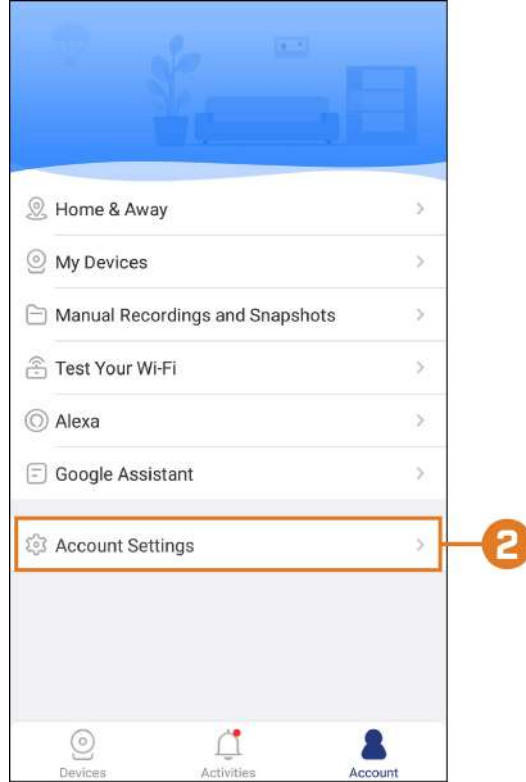 Home & Away
My Devices
Manual Recordings and Snapshots
Test Your Wi-Fi
Alexa
Google Assistant
Account Settings
2
Devices
Activities
Account